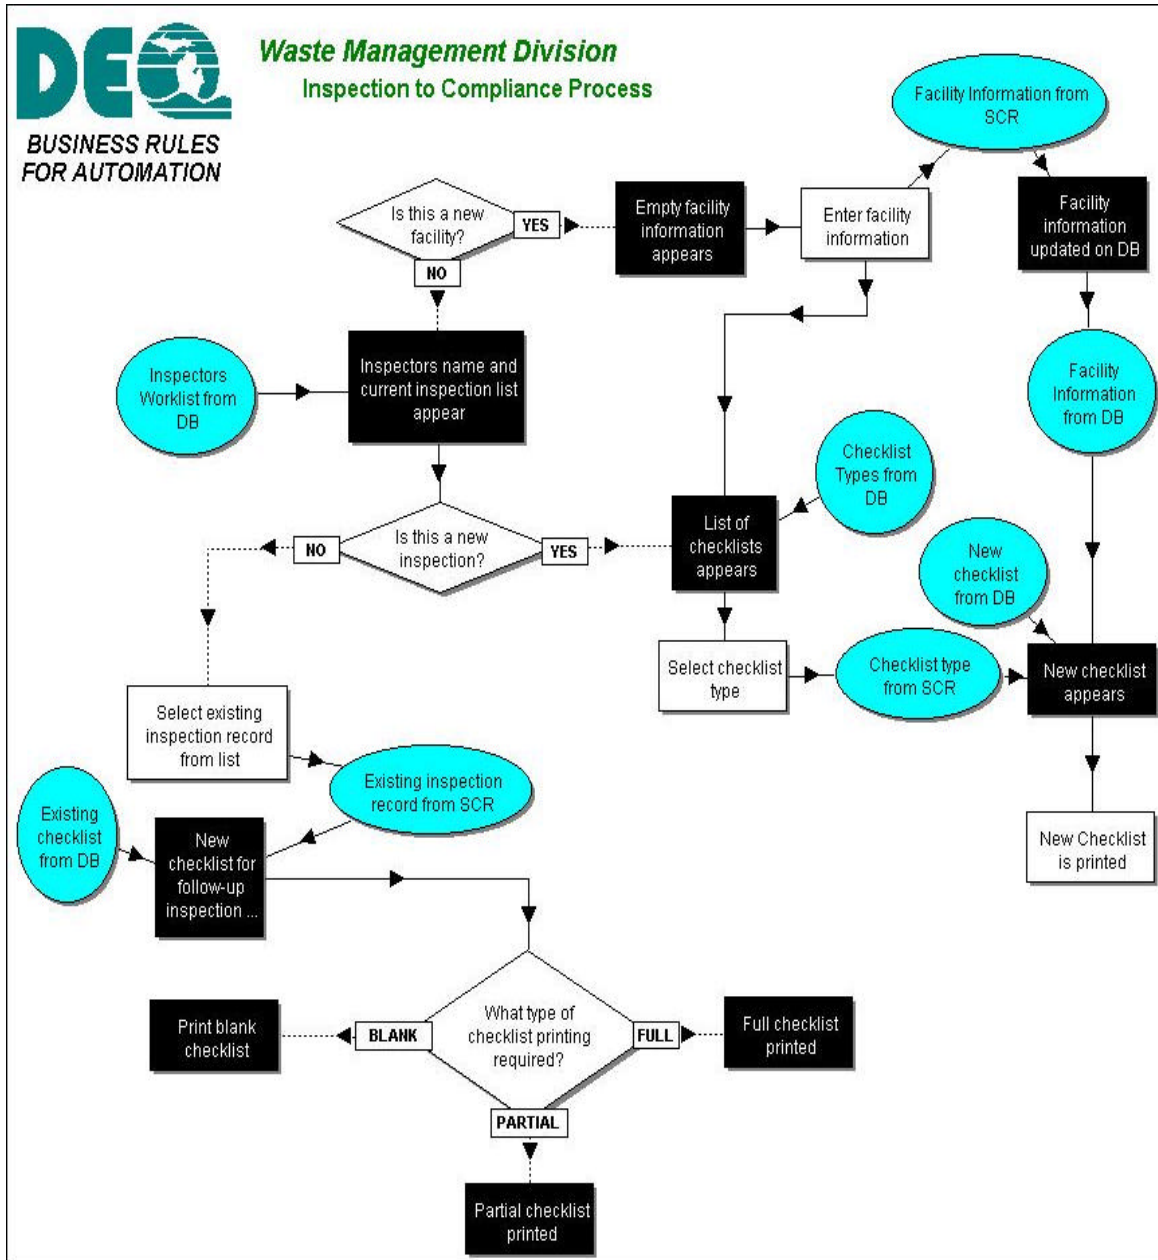 DEQ
Waste Management Division
Inspection to Compliance Process
BUSINESS RULES
FOR AUTOMATION
Facility Information from
SCR
Is this a new
facility?
YES
NO
Empty facility
information
appears
Enter facility
information
Facility
information
updated on DB
Inspectors
Worklist from
DB
Inspectors name and
current inspection list
appear
Facility
Information
from DB
Checklist
Types from
DB
Is this a new
inspection?
NO
YES
List of
checklists
appears
New
checklist
from DB
Select checklist
type
Checklist type
from SCR
New checklist
appears
Select existing
inspection record
from list
Existing inspection
record from SCR
Existing
checklist
from DB
New
checklist for
follow-up
inspection ...
New Checklist
is printed
What type of
checklist printing
required?
BLANK
FULL
PARTIAL
Print blank
checklist
Full checklist
printed
Partial checklist
printed